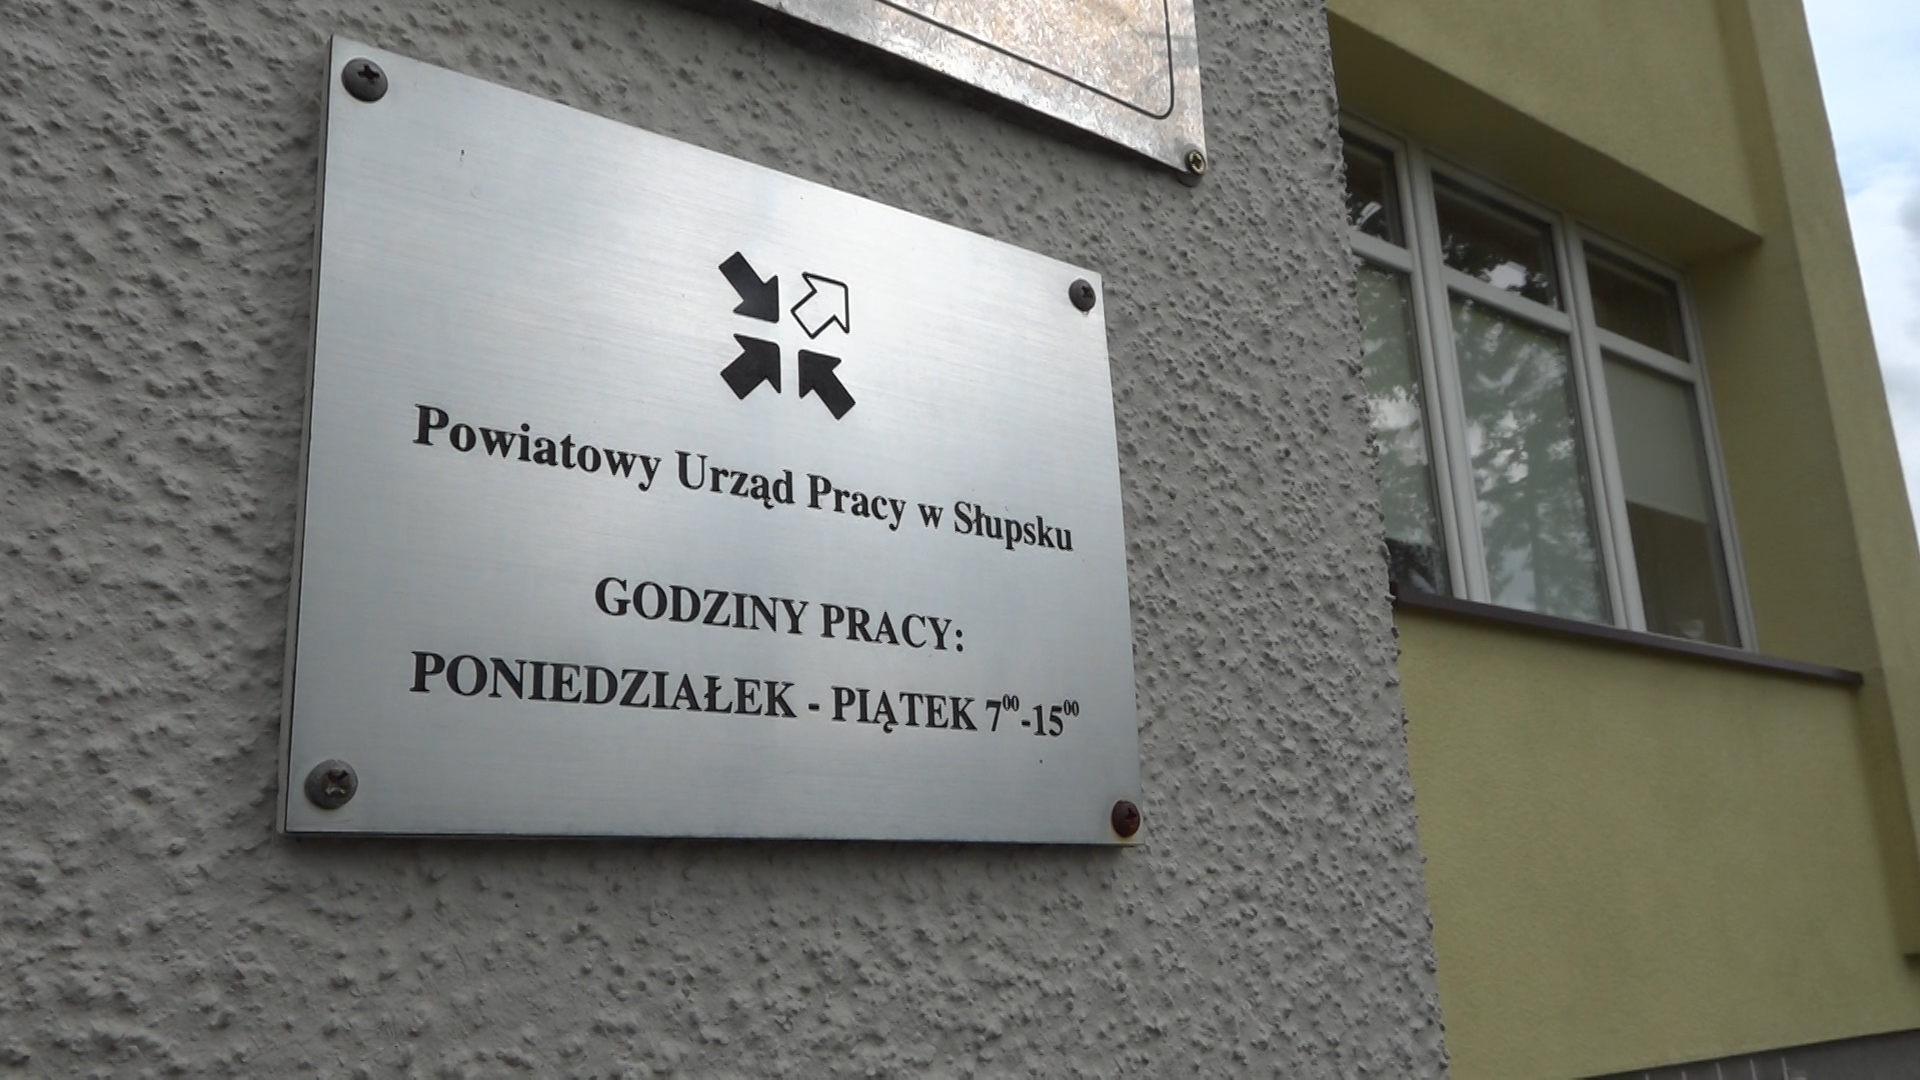 Powiatowy Urząd Pracy w Słupsku
GODZINY PRACY:
PONIEDZIAŁEK - PIĄTEK 7⁰⁰-15⁰⁰